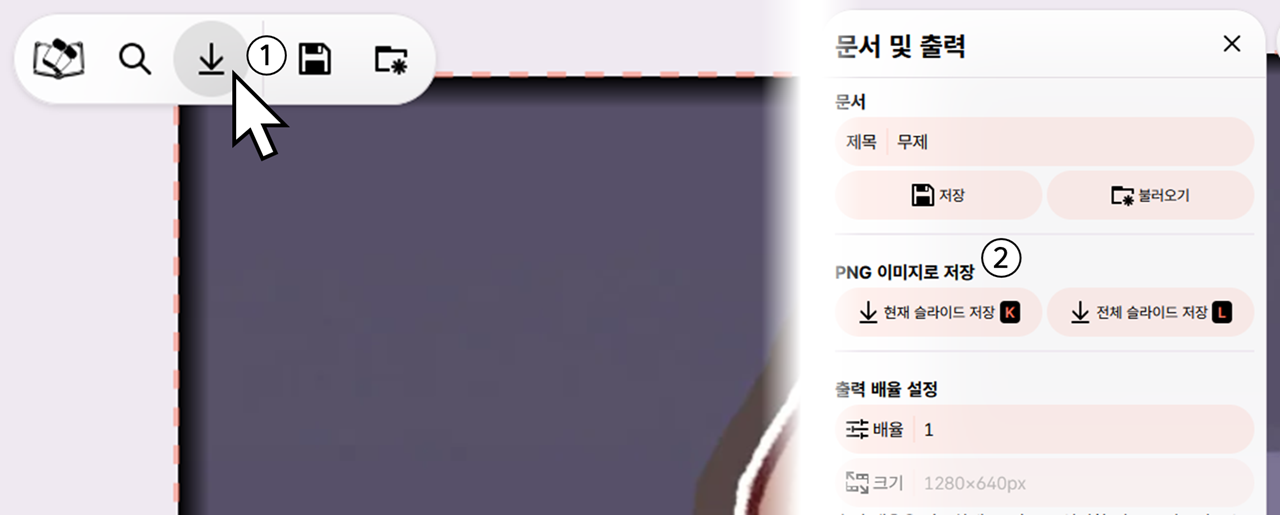 ①
문서 및 출력
문서
제목 무제
저장 불러오기
②
PNG 이미지로 저장
현재 슬라이드 저장 K 전체 슬라이드 저장 L
출력 배율 설정
배율 1
크기 1280×640px